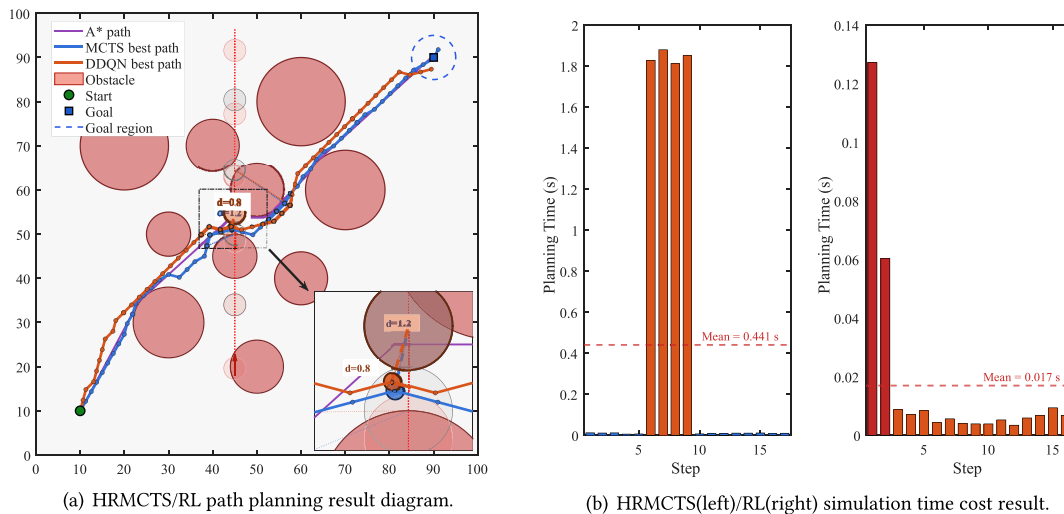 100
90
80
70
60
50
40
30
20
10
0
A* path
MCTS best path
DDQN best path
Obstacle
Start
Goal
Goal region
d=0.8
d=1.2
d=0.8
0 10 20 30 40 50 60 70 80 90 100
(a) HRMCTS/RL path planning result diagram.
Planning Time (s)
2
1.8
1.6
1.4
1.2
1
0.8
0.6
0.4
0.2
0
Mean = 0.441 s
5 10 15
Step
Planning Time (s)
0.14
0.12
0.1
0.08
0.06
0.04
0.02
0
Mean = 0.017 s
5 10 15
Step
(b) HRMCTS(left)/RL(right) simulation time cost result.